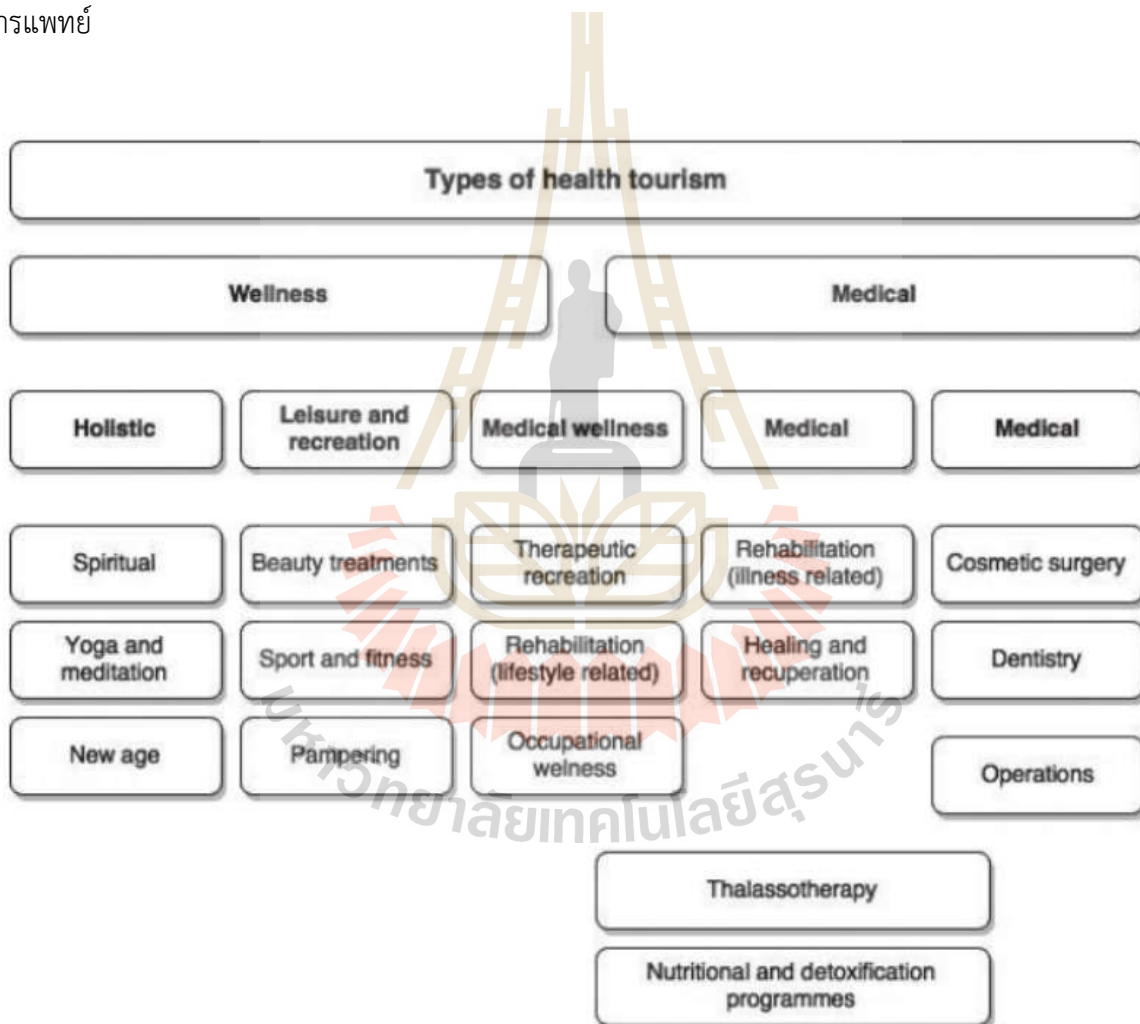 ารแพทย์
Types of health tourism
Wellness
Medical
Holistic
Leisure and
recreation
Medical wellness
Medical
Medical
Spiritual
Beauty treatments
Therapeutic
recreation
Rehabilitation
(illness related)
Cosmetic surgery
Yoga and
meditation
Sport and fitness
Rehabilitation
(lifestyle related)
Healing and
recuperation
Dentistry
New age
Pampering
Occupational
welness
Operations
มหาวิทยาลัยเทคโนโลยีสุรนารี
Thalassotherapy
Nutritional and detoxification
programmes